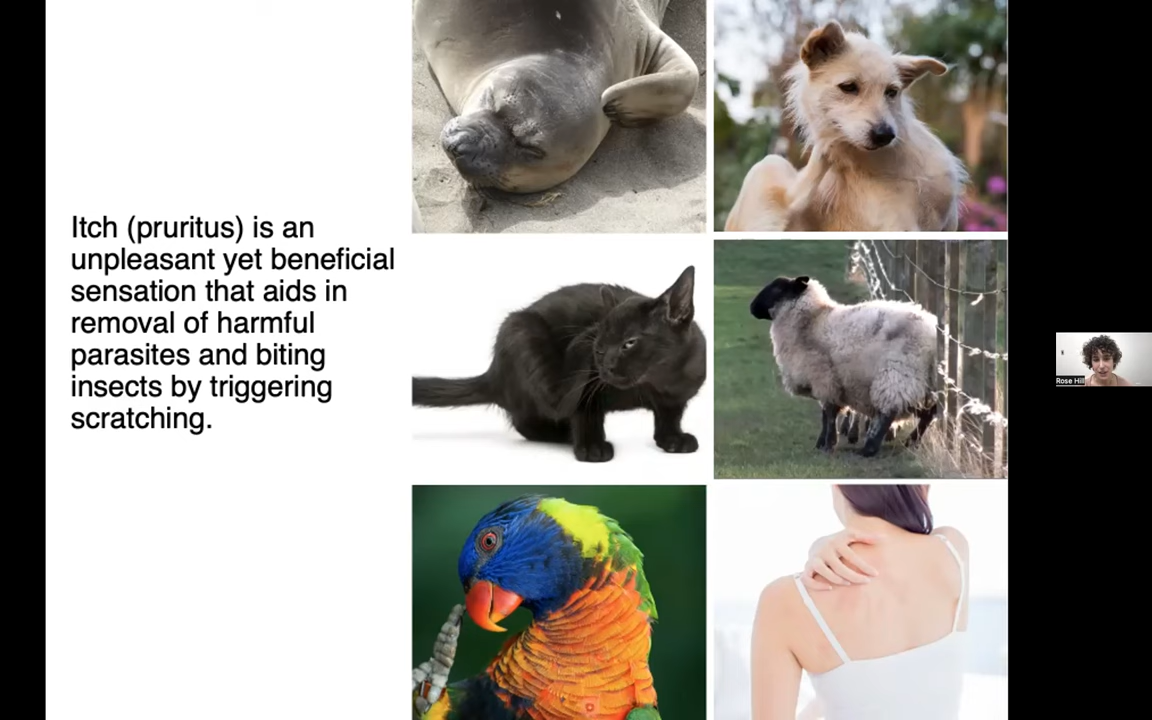 Itch (pruritus) is an
unpleasant yet beneficial
sensation that aids in
removal of harmful
parasites and biting
insects by triggering
scratching.
Rose Hill